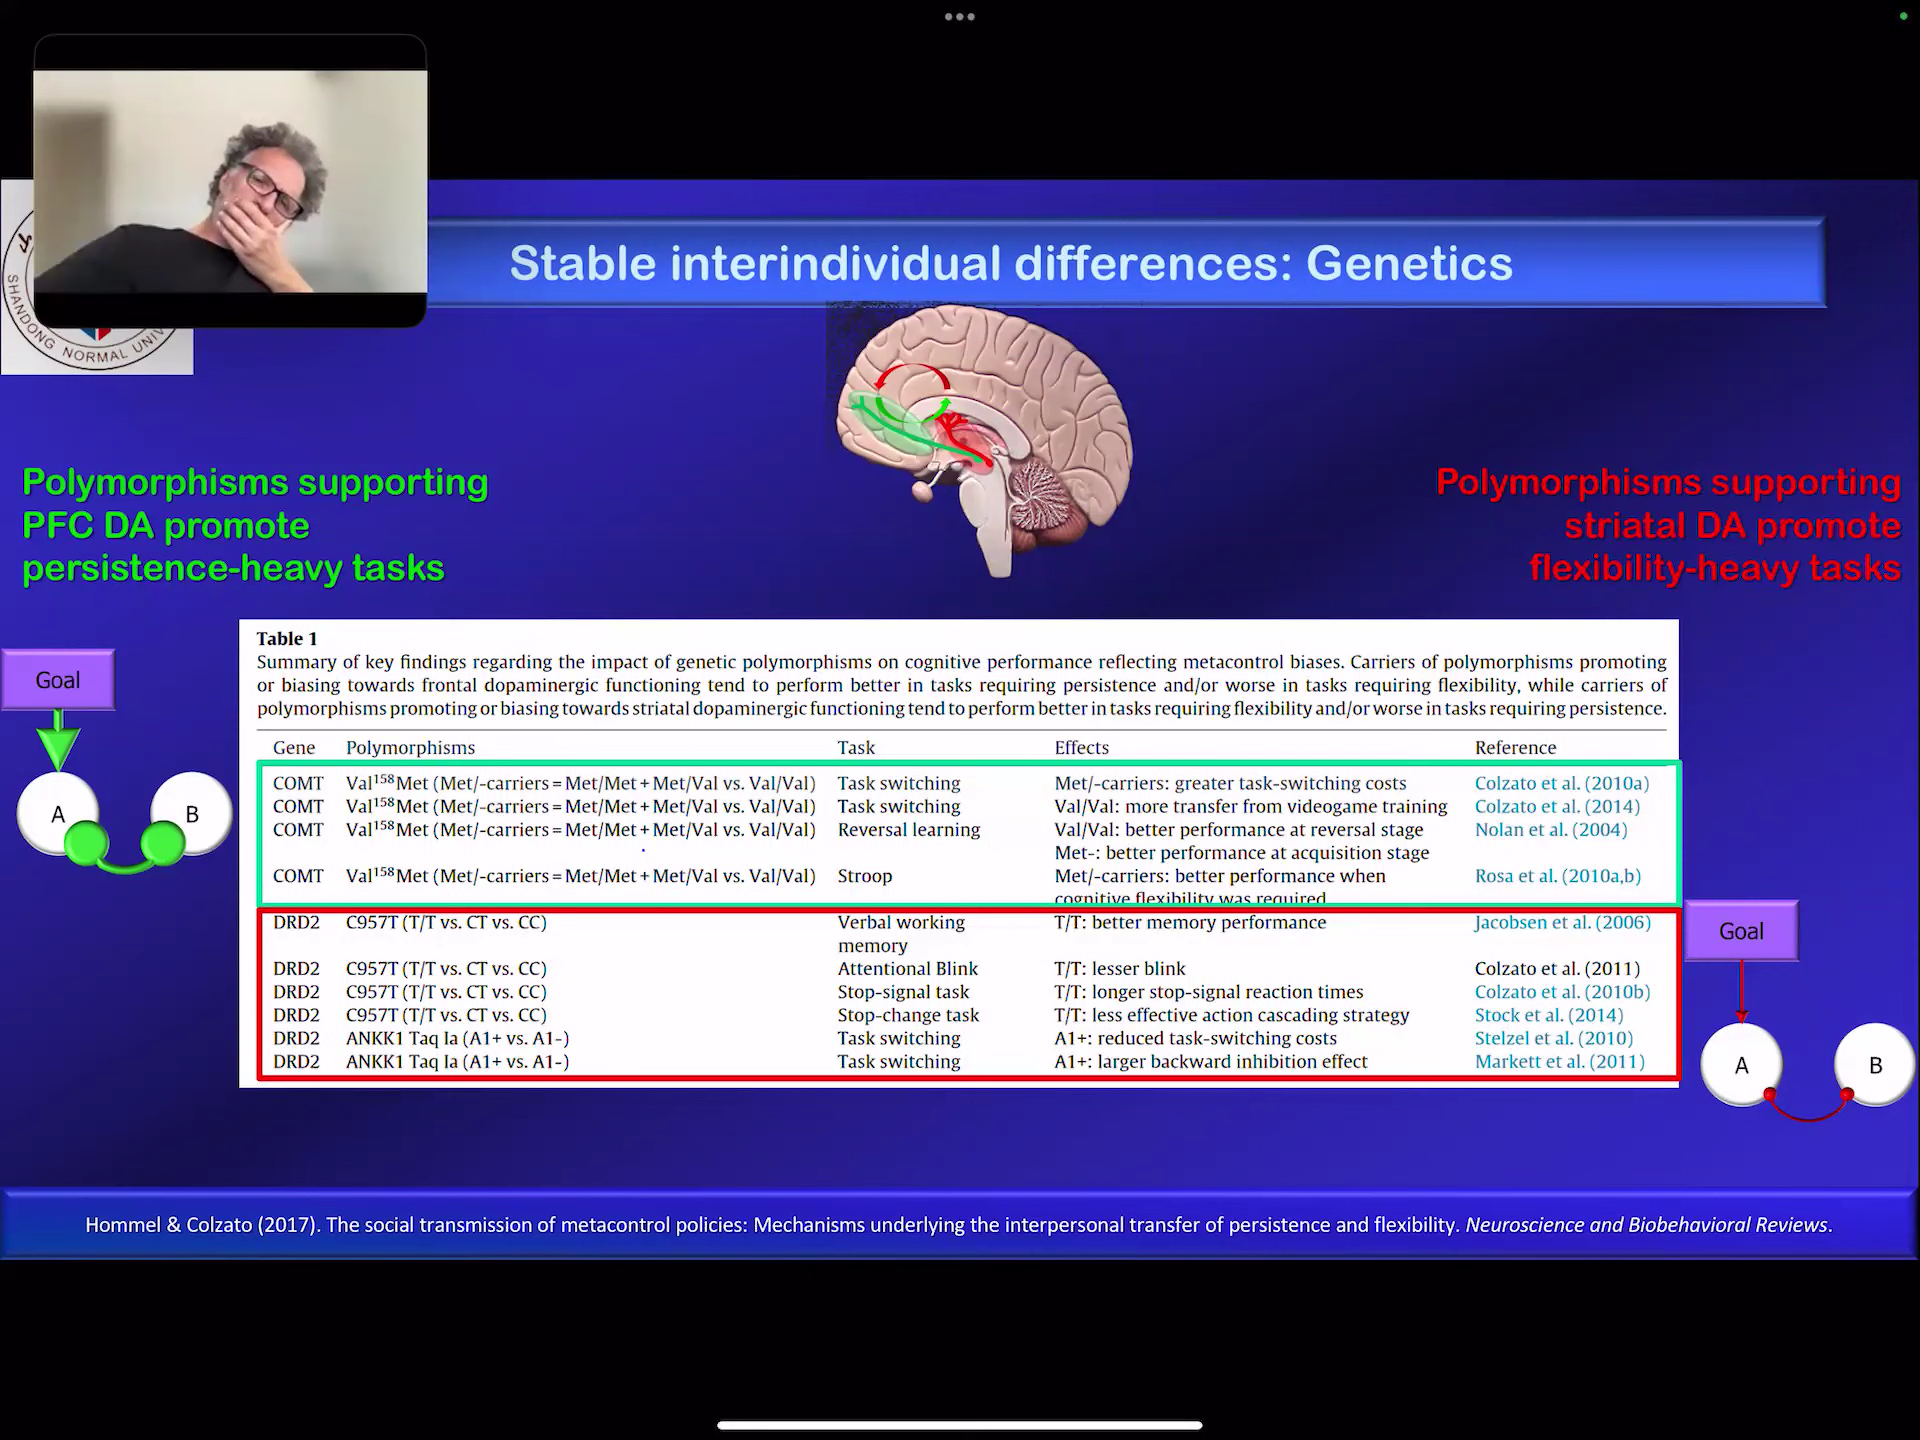 Stable interindividual differences: Genetics
SHANDONG NORMAL UNIV
Polymorphisms supporting
PFC DA promote
persistence-heavy tasks
Polymorphisms supporting
striatal DA promote
flexibility-heavy tasks
Goal
A
B
Table 1
Summary of key findings regarding the impact of genetic polymorphisms on cognitive performance reflecting metacontrol biases. Carriers of polymorphisms promoting
or biasing towards frontal dopaminergic functioning tend to perform better in tasks requiring persistence and/or worse in tasks requiring flexibility, while carriers of
polymorphisms promoting or biasing towards striatal dopaminergic functioning tend to perform better in tasks requiring flexibility and/or worse in tasks requiring persistence.
Gene Polymorphisms Task Effects Reference
COMT Val158Met (Met/-carriers = Met/Met + Met/Val vs. Val/Val) Task switching Met/-carriers: greater task-switching costs Colzato et al. (2010a)
COMT Val158Met (Met/-carriers = Met/Met + Met/Val vs. Val/Val) Task switching Val/Val: more transfer from videogame training Colzato et al. (2014)
COMT Val158Met (Met/-carriers = Met/Met + Met/Val vs. Val/Val) Reversal learning Val/Val: better performance at reversal stage Nolan et al. (2004)
Met-: better performance at acquisition stage
COMT Val158Met (Met/-carriers = Met/Met + Met/Val vs. Val/Val) Stroop Met/-carriers: better performance when Rosa et al. (2010a,b)
cognitive flexibility was required
DRD2 C957T (T/T vs. CT vs. CC) Verbal working T/T: better memory performance Jacobsen et al. (2006)
memory
DRD2 C957T (T/T vs. CT vs. CC) Attentional Blink T/T: lesser blink Colzato et al. (2011)
DRD2 C957T (T/T vs. CT vs. CC) Stop-signal task T/T: longer stop-signal reaction times Colzato et al. (2010b)
DRD2 C957T (T/T vs. CT vs. CC) Stop-change task T/T: less effective action cascading strategy Stock et al. (2014)
DRD2 ANKK1 Taq Ia (A1+ vs. A1-) Task switching A1+: reduced task-switching costs Stelzel et al. (2010)
DRD2 ANKK1 Taq Ia (A1+ vs. A1-) Task switching A1+: larger backward inhibition effect Markett et al. (2011)
Goal
A
B
Hommel & Colzato (2017). The social transmission of metacontrol policies: Mechanisms underlying the interpersonal transfer of persistence and flexibility. Neuroscience and Biobehavioral Reviews.